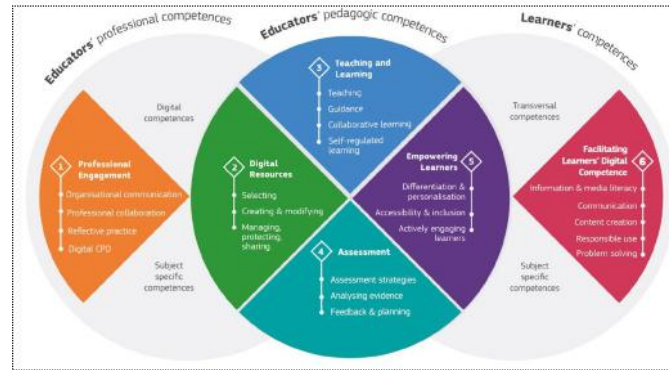 Educators' professional competences
Educators' pedagogic competences
Learners' competences
Digital
competences
Subject
specific
competences
1
Professional
Engagement
Organisational communication
Professional collaboration
Reflective practice
Digital CPD
2
Digital
Resources
Selecting
Creating & modifying
Managing,
protecting,
sharing
3
Teaching and
Learning
Teaching
Guidance
Collaborative learning
Self-regulated
learning
4
Assessment
Assessment strategies
Analysing evidence
Feedback & planning
5
Empowering
Learners
Differentiation &
personalisation
Accessibility & inclusion
Actively engaging
learners
Transversal
competences
Subject
specific
competences
6
Facilitating
Learners' Digital
Competence
Information & media literacy
Communication
Content creation
Responsible use
Problem solving